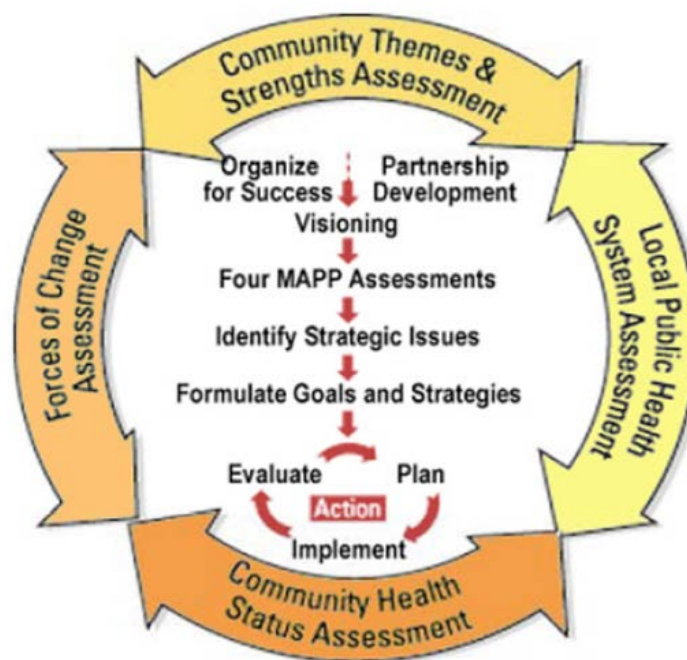 Community Themes &
Strengths Assessment
Organize
for Success
Partnership
Development
Visioning
Four MAPP Assessments
Identify Strategic Issues
Formulate Goals and Strategies
Evaluate
Plan
Action
Implement
Forces of Change
Assessment
Local Public Health
System Assessment
Community Health
Status Assessment